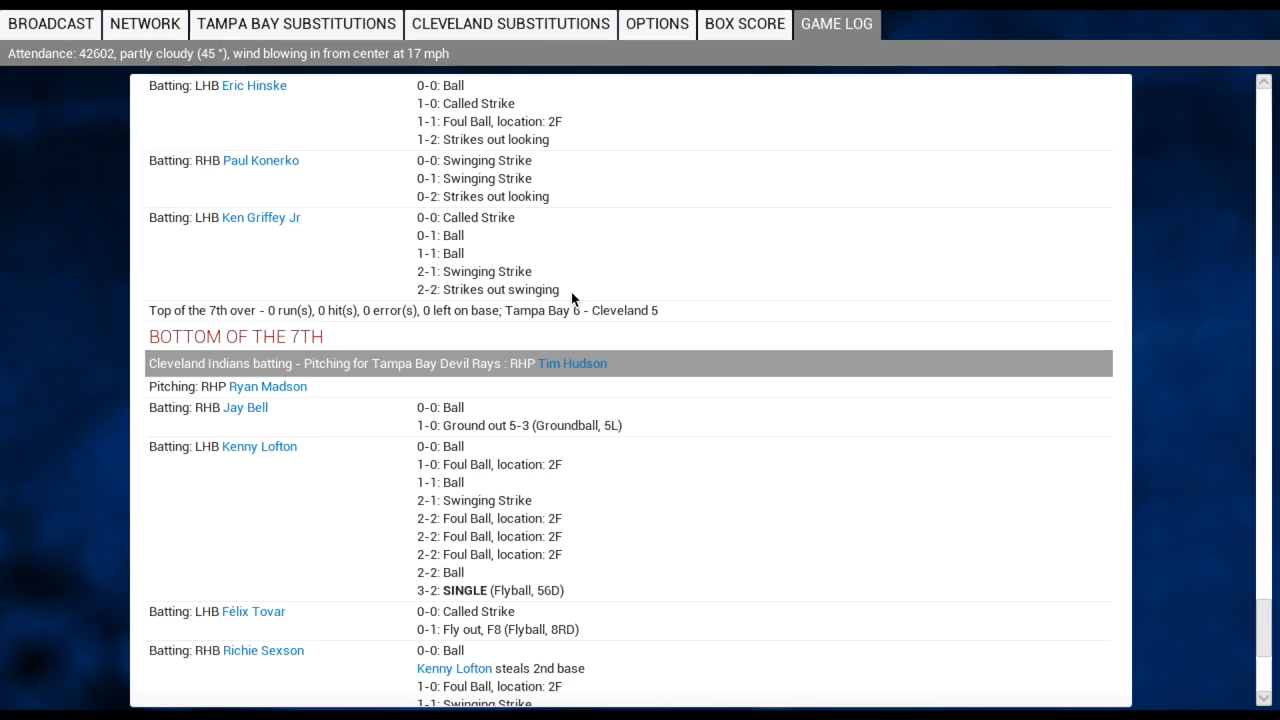 BROADCAST NETWORK TAMPA BAY SUBSTITUTIONS CLEVELAND SUBSTITUTIONS OPTIONS BOX SCORE GAME LOG
Attendance: 42602, partly cloudy (45 °), wind blowing in from center at 17 mph
Batting: LHB Eric Hinske 0-0: Ball
1-0: Called Strike
1-1: Foul Ball, location: 2F
1-2: Strikes out looking
Batting: RHB Paul Konerko 0-0: Swinging Strike
0-1: Swinging Strike
0-2: Strikes out looking
Batting: LHB Ken Griffey Jr 0-0: Called Strike
0-1: Ball
1-1: Ball
2-1: Swinging Strike
2-2: Strikes out swinging
Top of the 7th over - 0 run(s), 0 hit(s), 0 error(s), 0 left on base; Tampa Bay 6 - Cleveland 5
BOTTOM OF THE 7TH
Cleveland Indians batting - Pitching for Tampa Bay Devil Rays : RHP Tim Hudson
Pitching: RHP Ryan Madson
Batting: RHB Jay Bell 0-0: Ball
1-0: Ground out 5-3 (Groundball, 5L)
Batting: LHB Kenny Lofton 0-0: Ball
1-0: Foul Ball, location: 2F
1-1: Ball
2-1: Swinging Strike
2-2: Foul Ball, location: 2F
2-2: Foul Ball, location: 2F
2-2: Foul Ball, location: 2F
2-2: Ball
3-2: SINGLE (Flyball, 56D)
Batting: LHB Félix Tovar 0-0: Called Strike
0-1: Fly out, F8 (Flyball, 8RD)
Batting: RHB Richie Sexson 0-0: Ball
Kenny Lofton steals 2nd base
1-0: Foul Ball, location: 2F
1-1: Swinging Strike